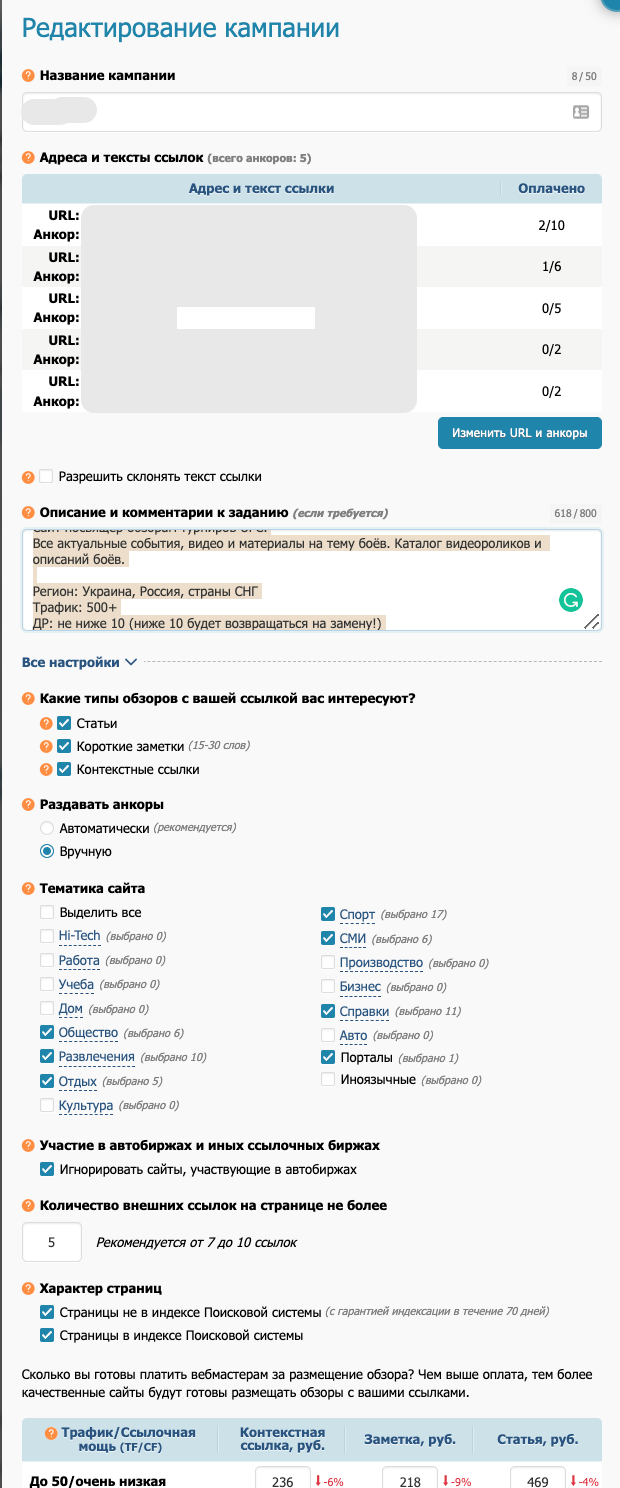 Редактирование кампании
Название кампании
8 / 50
Адреса и тексты ссылок (всего анкоров: 5)
Адрес и текст ссылки Оплачено
URL:
Анкор:
2/10
URL:
Анкор:
1/6
URL:
Анкор:
0/5
URL:
Анкор:
0/2
URL:
Анкор:
0/2
Изменить URL и анкоры
Разрешить склонять текст ссылки
Описание и комментарии к заданию (если требуется)
618 / 800
Все актуальные события, видео и материалы на тему боёв. Каталог видеороликов и
описаний боёв.
Регион: Украина, Россия, страны СНГ
Трафик: 500+
ДР: не ниже 10 (ниже 10 будет возвращаться на замену!)
Все настройки
Какие типы обзоров с вашей ссылкой вас интересуют?
Статьи
Короткие заметки (15-30 слов)
Контекстные ссылки
Раздавать анкоры
Автоматически (рекомендуется)
Вручную
Тематика сайта
Выделить все
Hi-Tech (выбрано 0)
Работа (выбрано 0)
Учеба (выбрано 0)
Дом (выбрано 0)
Общество (выбрано 6)
Развлечения (выбрано 10)
Отдых (выбрано 5)
Культура (выбрано 0)
Спорт (выбрано 17)
СМИ (выбрано 6)
Производство (выбрано 0)
Бизнес (выбрано 0)
Справки (выбрано 11)
Авто (выбрано 0)
Порталы (выбрано 1)
Иноязычные (выбрано 0)
Участие в автобиржах и иных ссылочных биржах
Игнорировать сайты, участвующие в автобиржах
Количество внешних ссылок на странице не более
5 Рекомендуется от 7 до 10 ссылок
Характер страниц
Страницы не в индексе Поисковой системы (с гарантией индексации в течение 70 дней)
Страницы в индексе Поисковой системы
Сколько вы готовы платить вебмастерам за размещение обзора? Чем выше оплата, тем более
качественные сайты будут готовы размещать обзоры с вашими ссылками.
Трафик/Ссылочная
мощь (TF/CF)
Контекстная
ссылка, руб.
Заметка, руб.
Статья, руб.
До 50/очень низкая 236 -6% 218 -9% 469 -4%